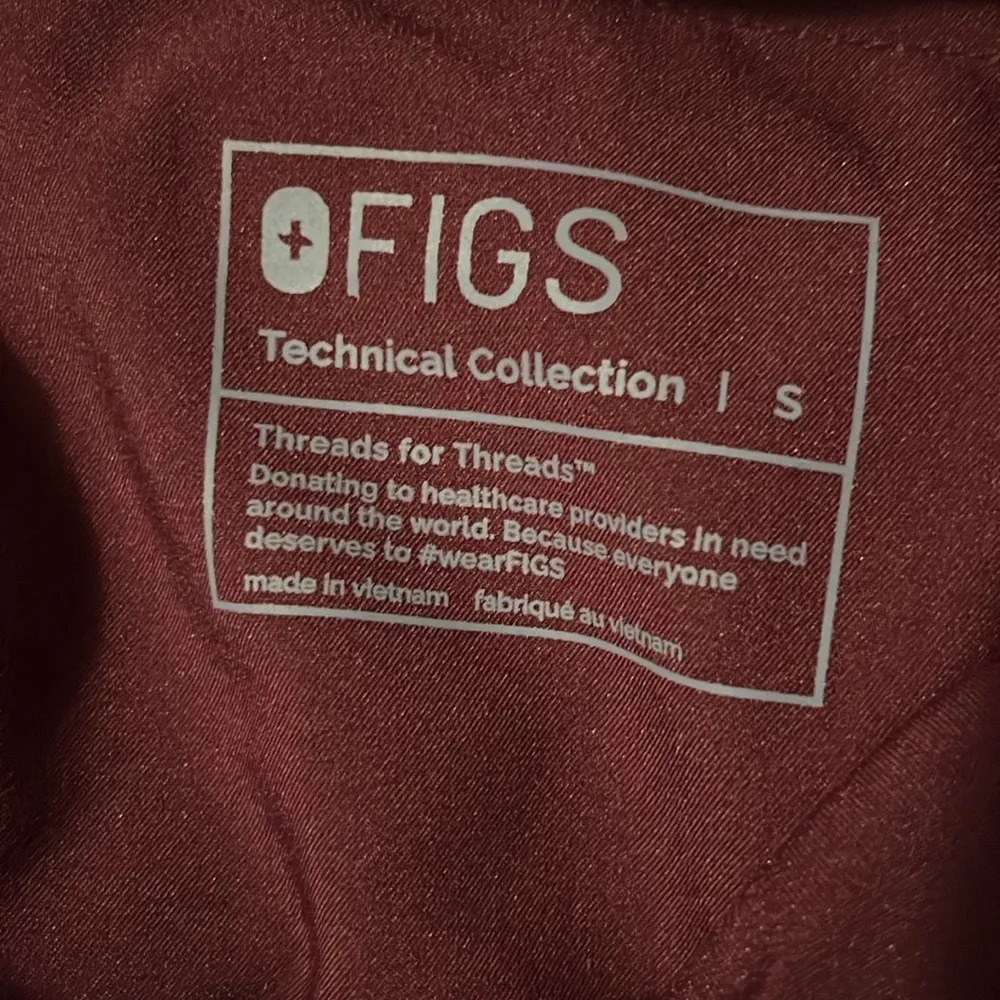 FIGS
Technical Collection | S
Threads for Threads™
Donating to healthcare providers in need
around the world. Because everyone
deserves to #wearFIGS
made in vietnam fabriqué au vietnam